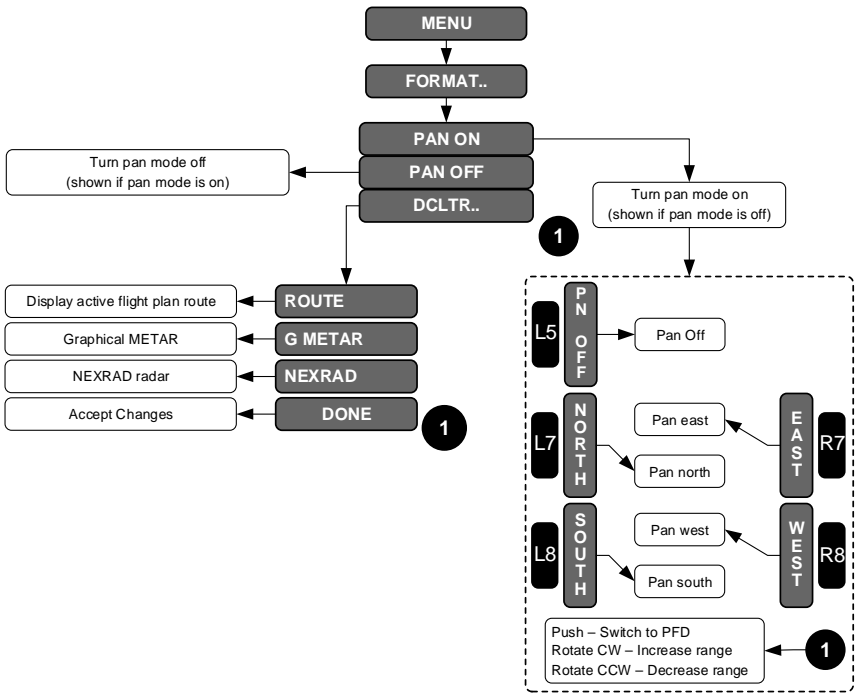 MENU
FORMAT..
PAN ON
PAN OFF
DCLTR..
Turn pan mode off
(shown if pan mode is on)
Turn pan mode on
(shown if pan mode is off)
1
ROUTE
Display active flight plan route
G METAR
Graphical METAR
NEXRAD
NEXRAD radar
DONE
Accept Changes
1
L5
PN OFF
Pan Off
L7
NORTH
Pan east
Pan north
EAST
R7
L8
SOUTH
Pan west
Pan south
WEST
R8
Push – Switch to PFD
Rotate CW – Increase range
Rotate CCW – Decrease range
1